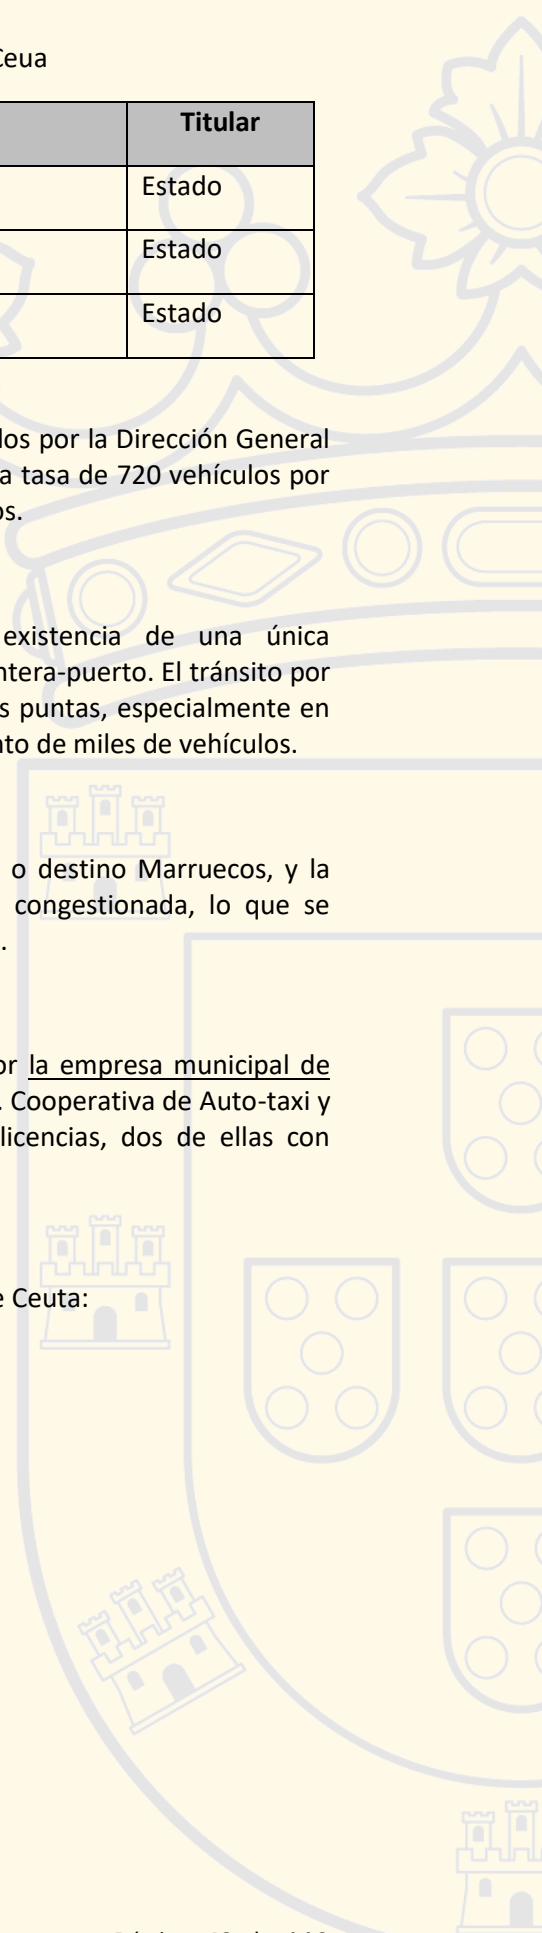 Ceua
Titular
Estado
Estado
Estado
los por la Dirección General
a tasa de 720 vehículos por
os.
existencia de una única
ntera-puerto. El tránsito por
s puntas, especialmente en
nto de miles de vehículos.
o destino Marruecos, y la
congestionada, lo que se
.
or la empresa municipal de
. Cooperativa de Auto-taxi y
licencias, dos de ellas con
e Ceuta: